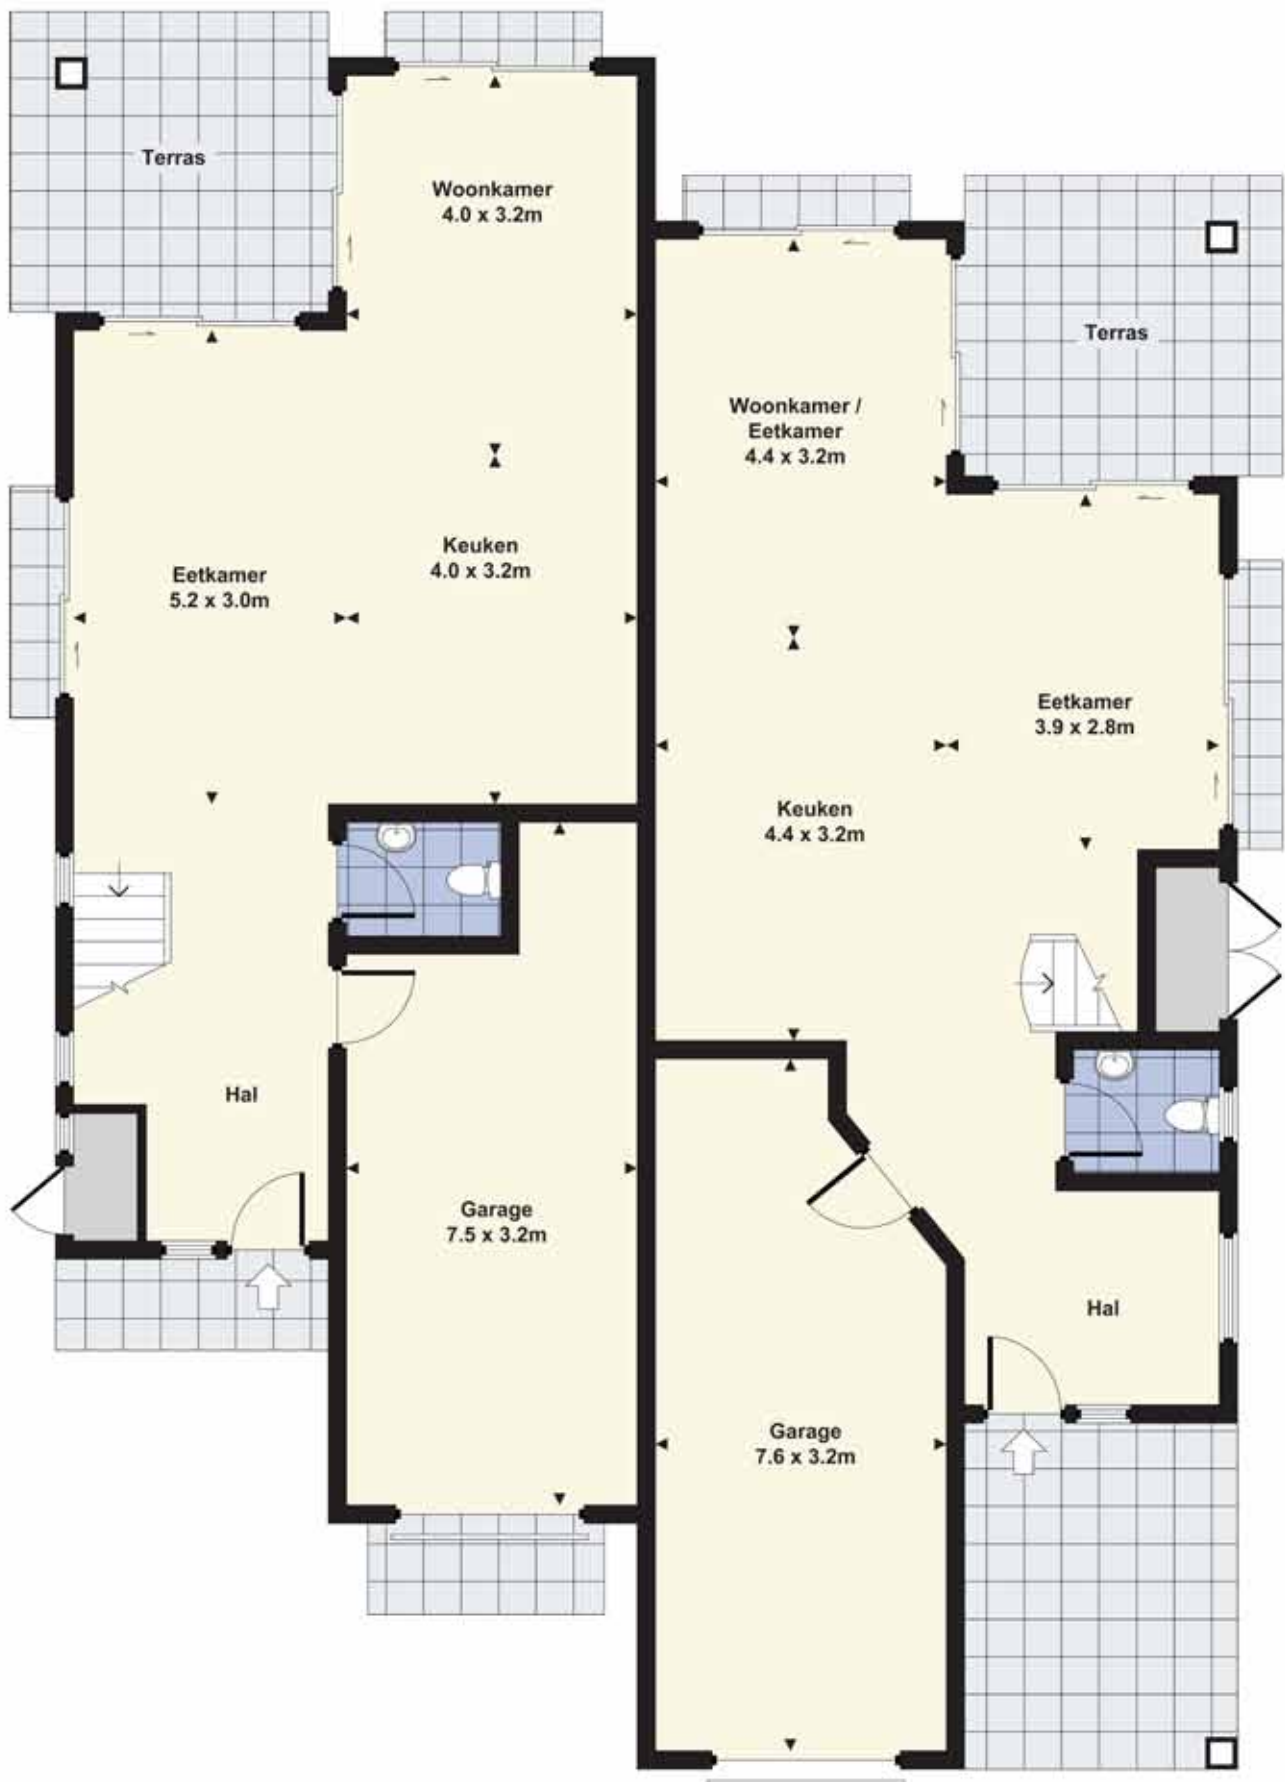 Terras
Woonkamer
4.0 x 3.2m
Keuken
4.0 x 3.2m
Eetkamer
5.2 x 3.0m
Hal
Garage
7.5 x 3.2m
Terras
Woonkamer /
Eetkamer
4.4 x 3.2m
Eetkamer
3.9 x 2.8m
Keuken
4.4 x 3.2m
Hal
Garage
7.6 x 3.2m